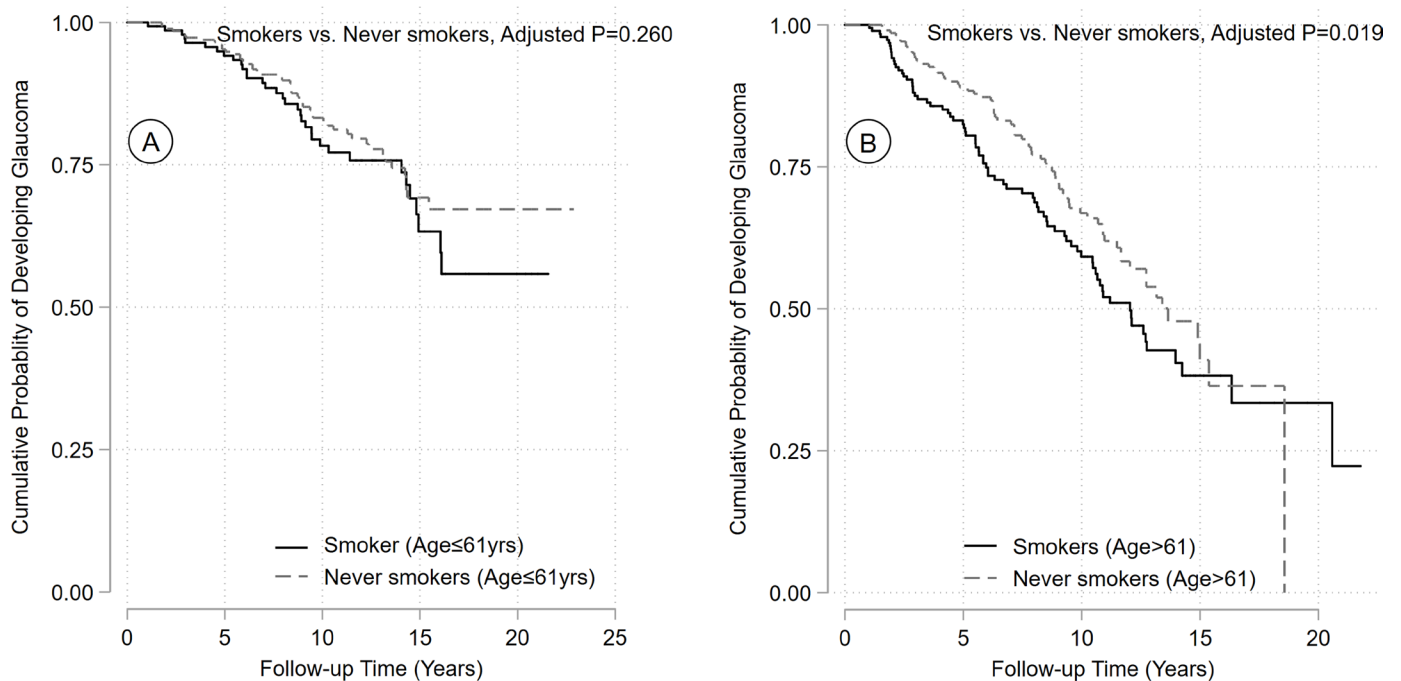 Smokers vs. Never smokers, Adjusted P=0.260
A
Cumulative Probablity of Developing Glaucoma
1.00
0.75
0.50
0.25
0.00
Smoker (Age≤61yrs)
Never smokers (Age≤61yrs)
0 5 10 15 20 25
Follow-up Time (Years)
Smokers vs. Never smokers, Adjusted P=0.019
B
Cumulative Probablity of Developing Glaucoma
1.00
0.75
0.50
0.25
0.00
Smokers (Age>61)
Never smokers (Age>61)
0 5 10 15 20
Follow-up Time (Years)